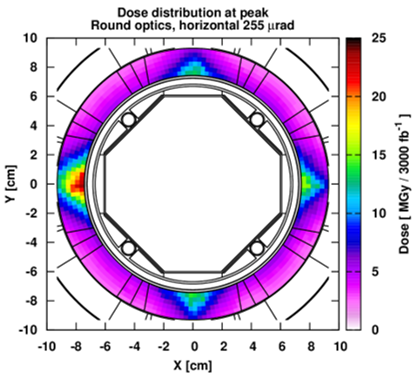 Dose distribution at peak
Round optics, horizontal 255 μrad
Y [cm]
10
8
6
4
2
0
-2
-4
-6
-8
-10
-10 -8 -6 -4 -2 0 2 4 6 8 10
X [cm]
25
20
15
10
5
0
Dose [ MGy / 3000 fb⁻¹ ]